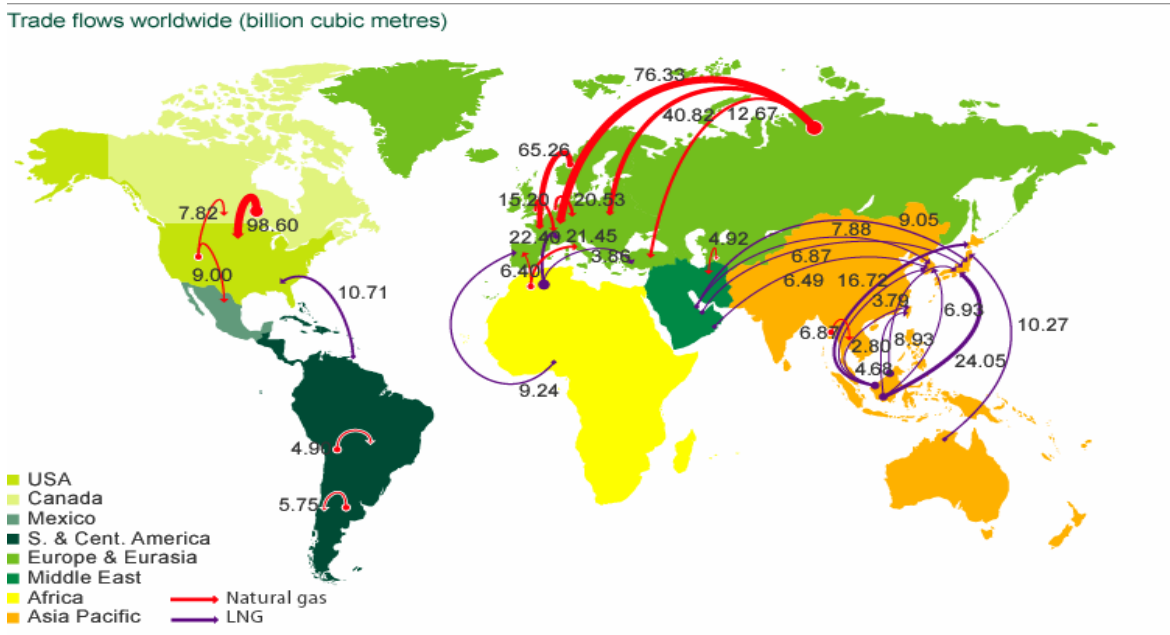 Trade flows worldwide (billion cubic metres)
76.33
40.82
12.67
65.26
15.20
20.53
7.82
98.60
9.05
7.88
22.40
21.45
4.92
3.86
6.87
9.00
6.40
6.49
16.72
10.71
3.79
6.93
6.87
8.93
10.27
2.80
24.05
4.68
9.24
5.75
USA
Canada
Mexico
S. & Cent. America
Europe & Eurasia
Middle East
Africa
Natural gas
Asia Pacific
LNG